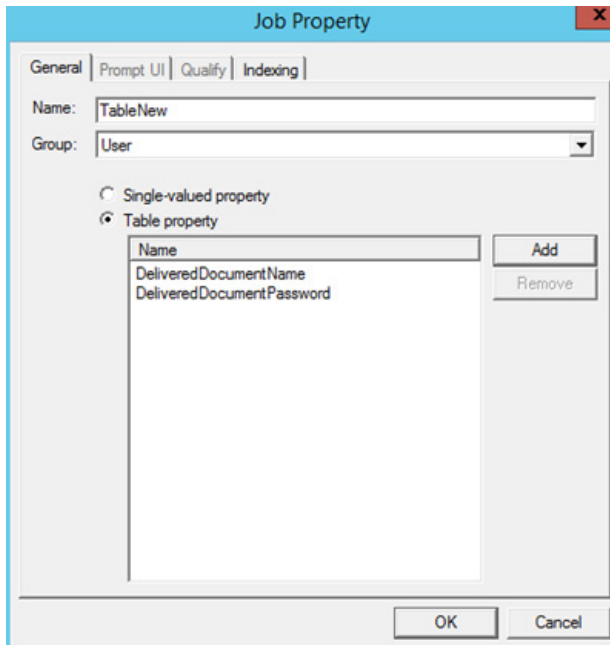 Job Property
X
General Prompt UI Qualify Indexing
Name: TableNew
Group: User
Single-valued property
Table property
Name Add
DeliveredDocumentName Remove
DeliveredDocumentPassword
OK Cancel